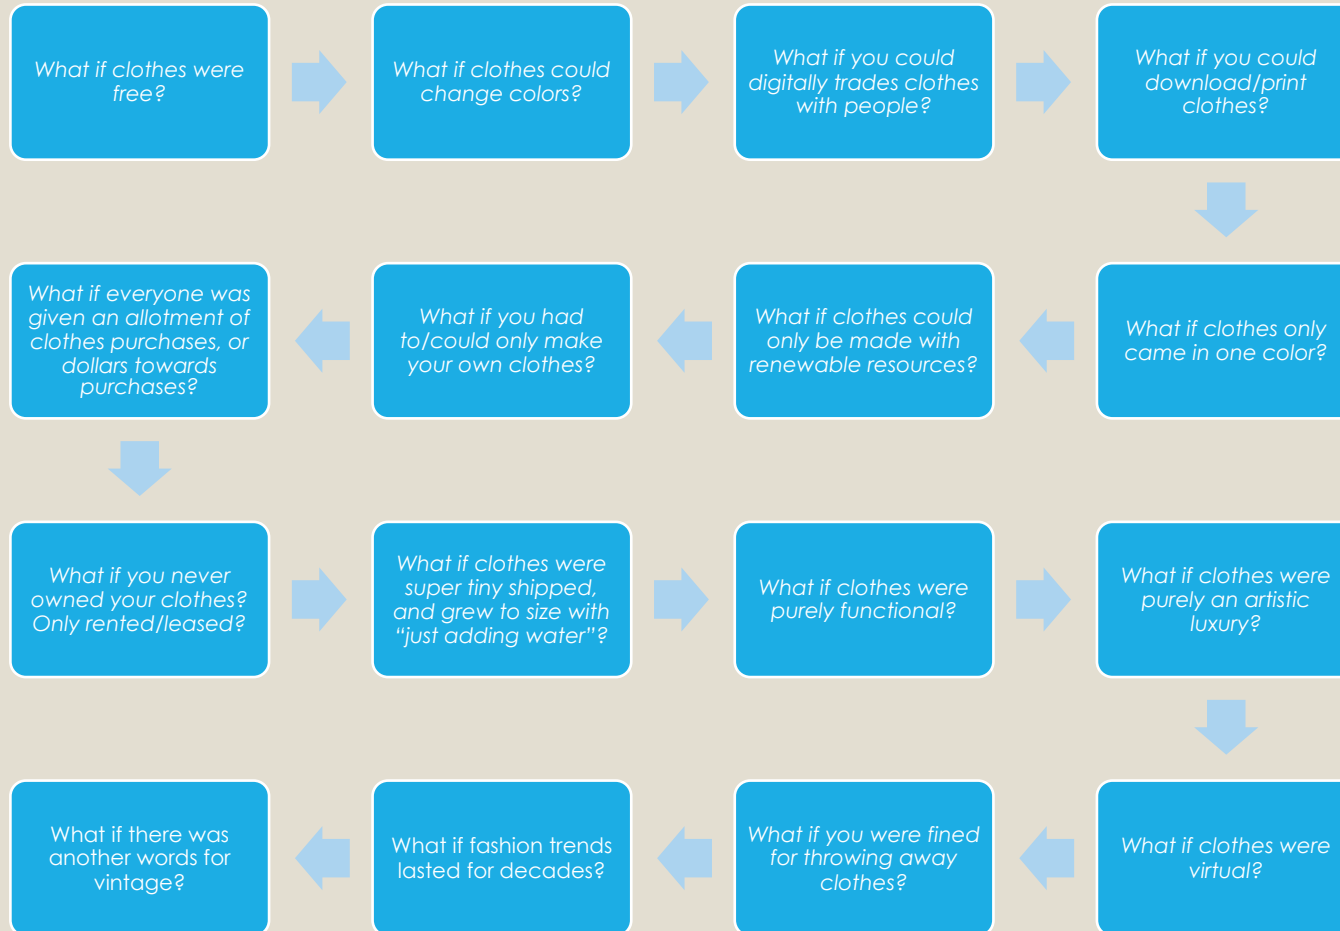 What if clothes were
free?
What if clothes could
change colors?
What if you could
digitally trades clothes
with people?
What if you could
download/print
clothes?
What if clothes only
came in one color?
What if clothes could
only be made with
renewable resources?
What if you had
to/could only make
your own clothes?
What if everyone was
given an allotment of
clothes purchases, or
dollars towards
purchases?
What if you never
owned your clothes?
Only rented/leased?
What if clothes were
super tiny shipped,
and grew to size with
“just adding water”?
What if clothes were
purely functional?
What if clothes were
purely an artistic
luxury?
What if clothes were
virtual?
What if you were fined
for throwing away
clothes?
What if fashion trends
lasted for decades?
What if there was
another words for
vintage?